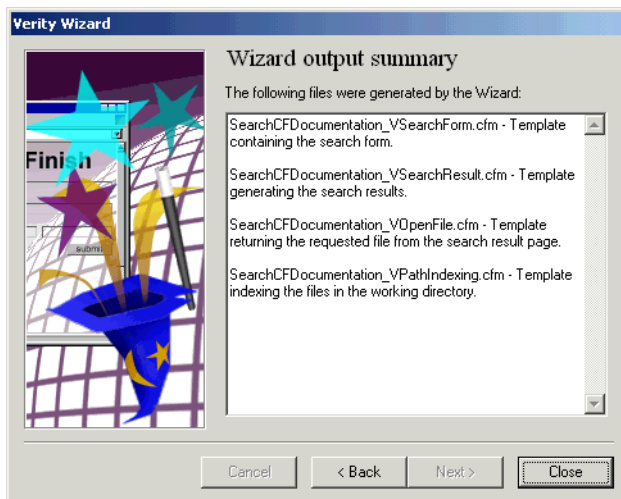 Verity Wizard
Wizard output summary
The following files were generated by the Wizard:
SearchCFDocumentation_VSearchForm.cfm - Template
containing the search form.
SearchCFDocumentation_VSearchResult.cfm - Template
generating the search results.
SearchCFDocumentation_VOpenFile.cfm - Template
returning the requested file from the search result page.
SearchCFDocumentation_VPathIndexing.cfm - Template
indexing the files in the working directory.
Finish
submit
Cancel
< Back
Next >
Close